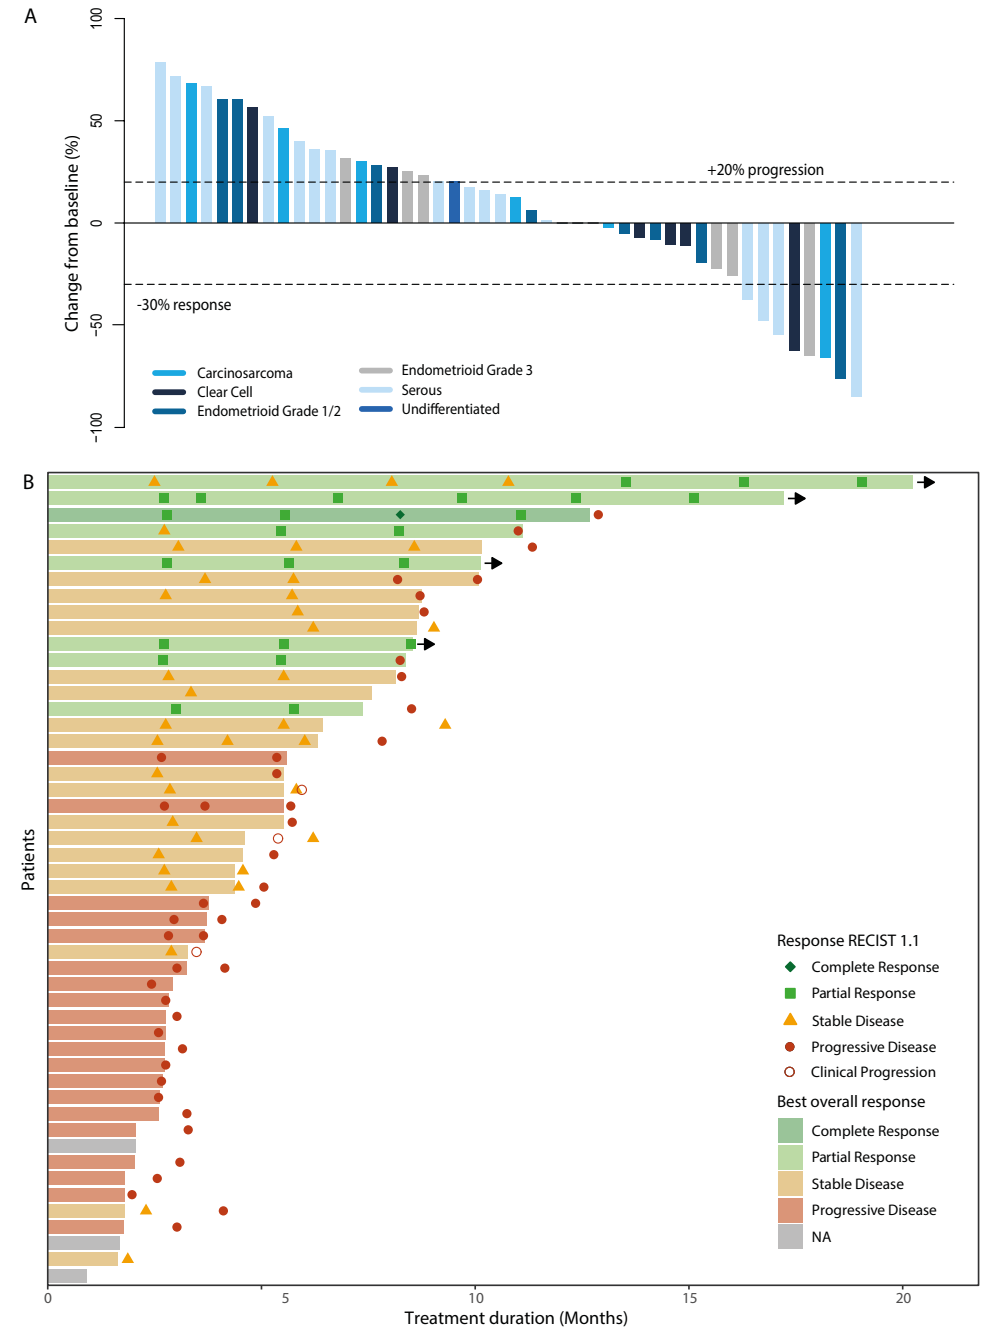 A
100
50
0
−50
−100
Change from baseline (%)
+20% progression
-30% response
Carcinosarcoma
Clear Cell
Endometrioid Grade 1/2
Endometrioid Grade 3
Serous
Undifferentiated
B
Patients
Response RECIST 1.1
Complete Response
Partial Response
Stable Disease
Progressive Disease
Clinical Progression
Best overall response
Complete Response
Partial Response
Stable Disease
Progressive Disease
NA
0 5 10 15 20
Treatment duration (Months)